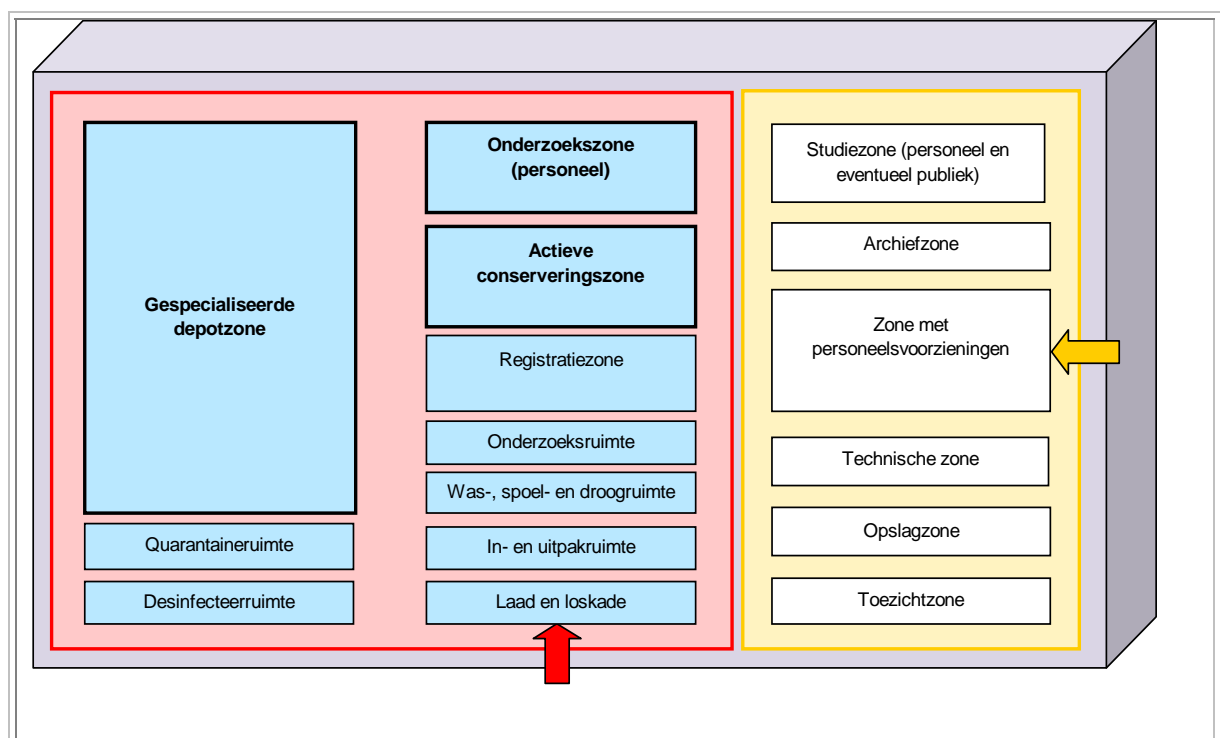 Gespecialiseerde
depotzone
Quarantaineruimte
Desinfecteerruimte
Onderzoekszone
(personeel)
Actieve
conserveringszone
Registratiezone
Onderzoeksruimte
Was-, spoel- en droogruimte
In- en uitpakruimte
Laad en loskade
Studiezone (personeel en
eventueel publiek)
Archiefzone
Zone met
personeelsvoorzieningen
Technische zone
Opslagzone
Toezichtzone